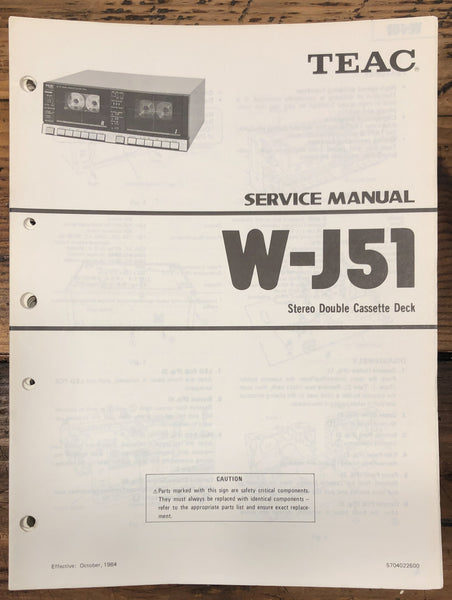 TEAC
SERVICE MANUAL
W-J51
Stereo Double Cassette Deck
CAUTION
⚠Parts marked with this sign are safety critical components.
They must always be replaced with identical components –
refer to the appropriate parts list and ensure exact replace-
ment.
Effective: October, 1984
5704022600